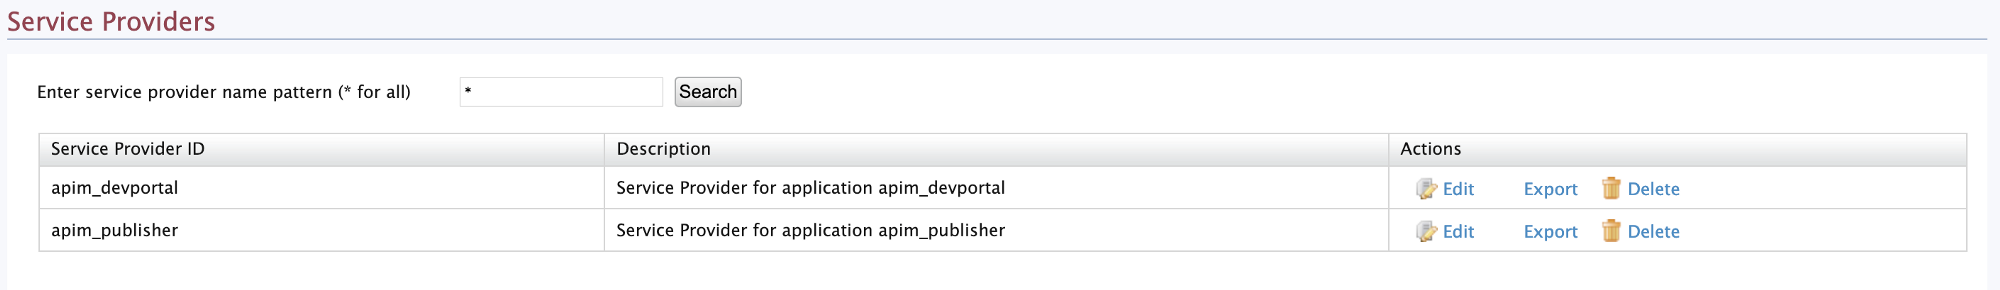 Service Providers
Enter service provider name pattern (* for all) * Search
Service Provider ID Description Actions
apim_devportal Service Provider for application apim_devportal Edit Export Delete
apim_publisher Service Provider for application apim_publisher Edit Export Delete